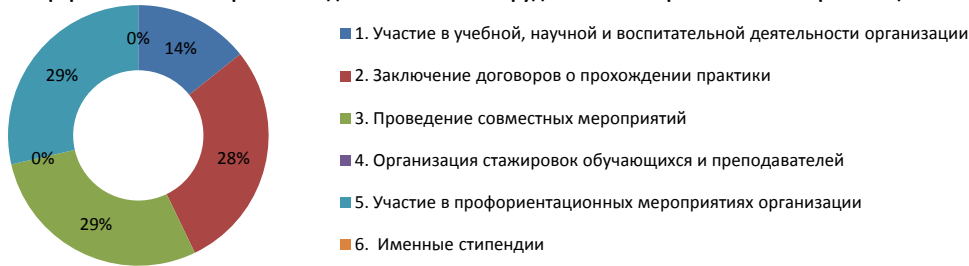 0%
14%
1. Участие в учебной, научной и воспитательной деятельности организации
29%
2. Заключение договоров о прохождении практики
3. Проведение совместных мероприятий
0%
28%
4. Организация стажировок обучающихся и преподавателей
5. Участие в профориентационных мероприятиях организации
29%
6. Именные стипендии